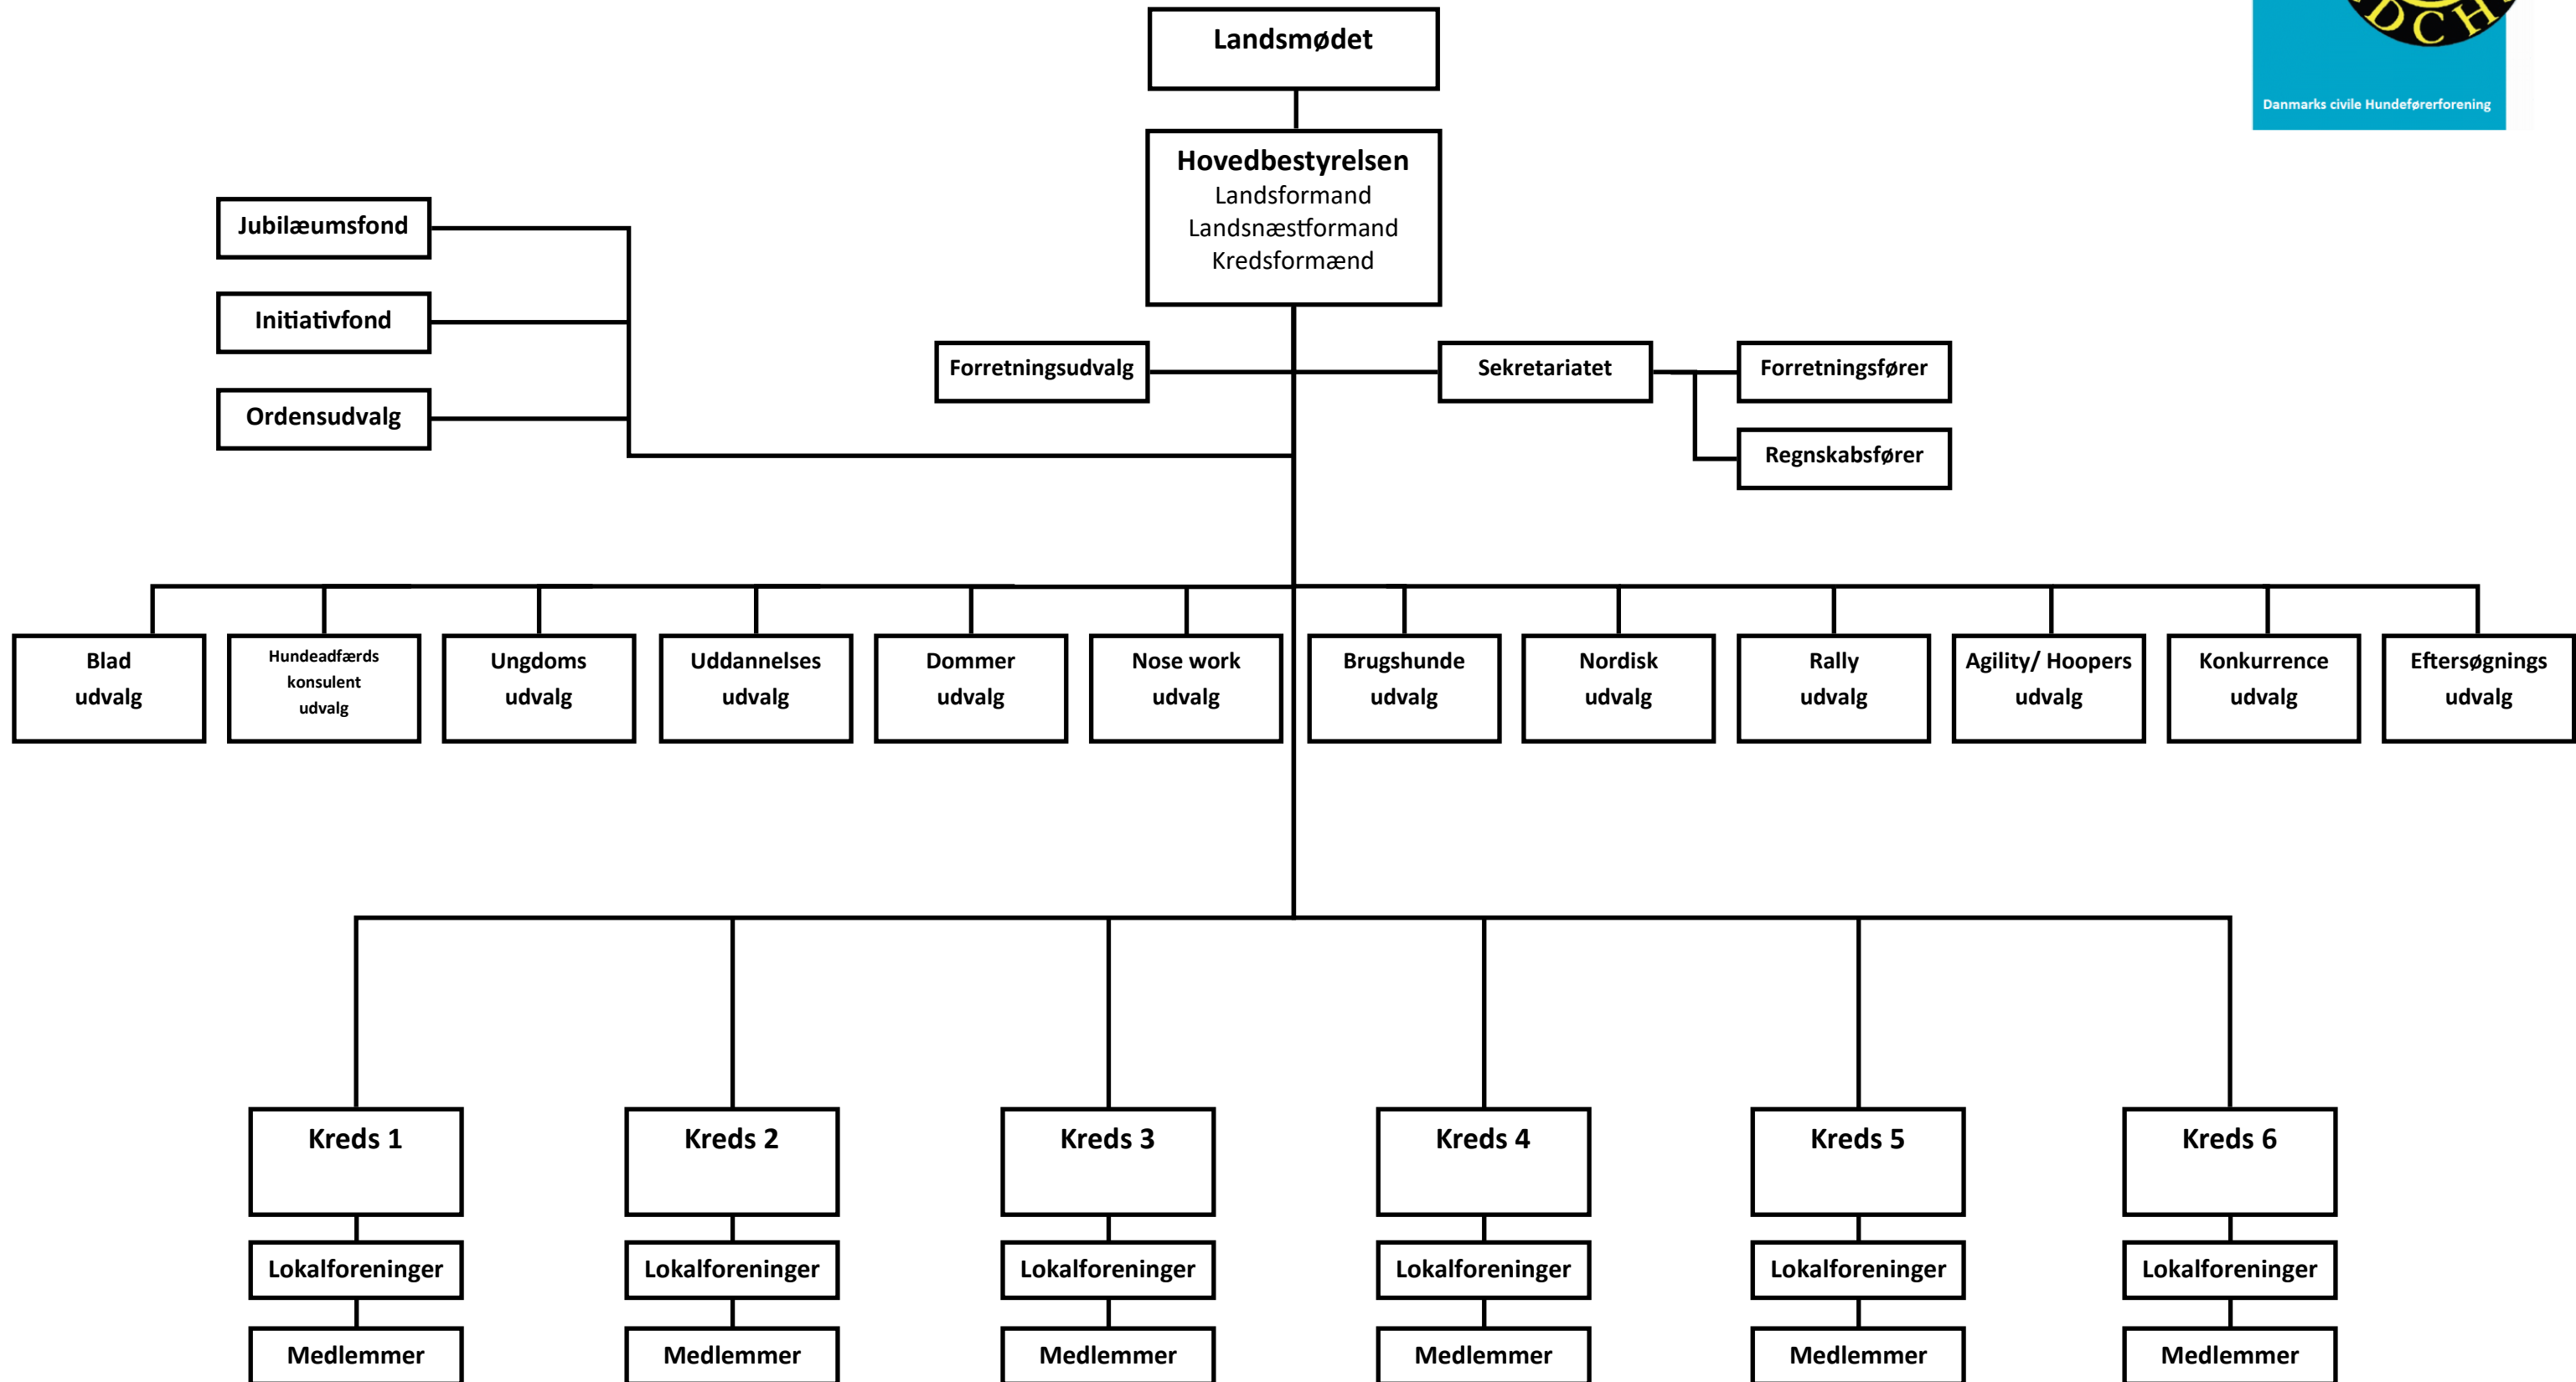 Landsmødet
DCH
Danmarks civile Hundeførerforening
Hovedbestyrelsen
Landsformand
Landsnæstformand
Kredsformænd
Jubilæumsfond
Initiativfond
Ordensudvalg
Forretningsudvalg
Sekretariatet
Forretningsfører
Regnskabsfører
Blad
udvalg
Hundeadfærds
konsulent
udvalg
Ungdoms
udvalg
Uddannelses
udvalg
Dommer
udvalg
Nose work
udvalg
Brugshunde
udvalg
Nordisk
udvalg
Rally
udvalg
Agility/ Hoopers
udvalg
Konkurrence
udvalg
Eftersøgnings
udvalg
Kreds 1
Kreds 2
Kreds 3
Kreds 4
Kreds 5
Kreds 6
Lokalforeninger
Lokalforeninger
Lokalforeninger
Lokalforeninger
Lokalforeninger
Lokalforeninger
Medlemmer
Medlemmer
Medlemmer
Medlemmer
Medlemmer
Medlemmer